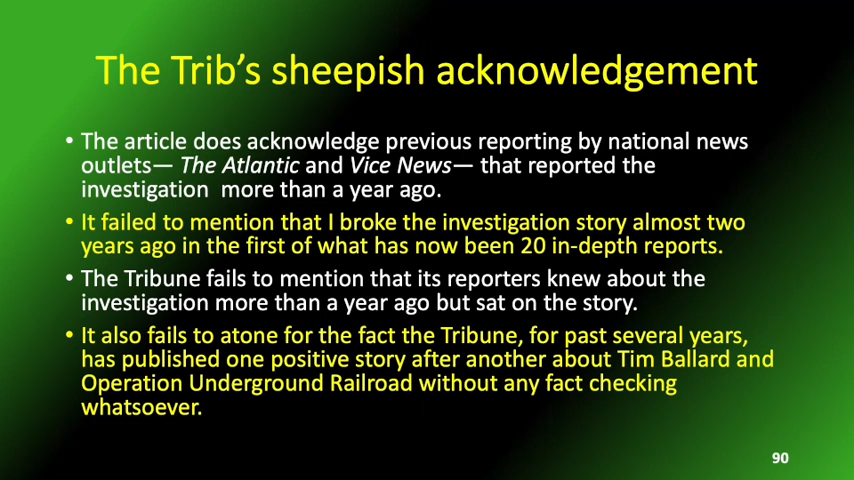 The Trib’s sheepish acknowledgement
• The article does acknowledge previous reporting by national news
outlets— The Atlantic and Vice News— that reported the
investigation  more than a year ago.
• It failed to mention that I broke the investigation story almost two
years ago in the first of what has now been 20 in-depth reports.
• The Tribune fails to mention that its reporters knew about the
investigation more than a year ago but sat on the story.
• It also fails to atone for the fact the Tribune, for past several years,
has published one positive story after another about Tim Ballard and
Operation Underground Railroad without any fact checking
whatsoever.
90